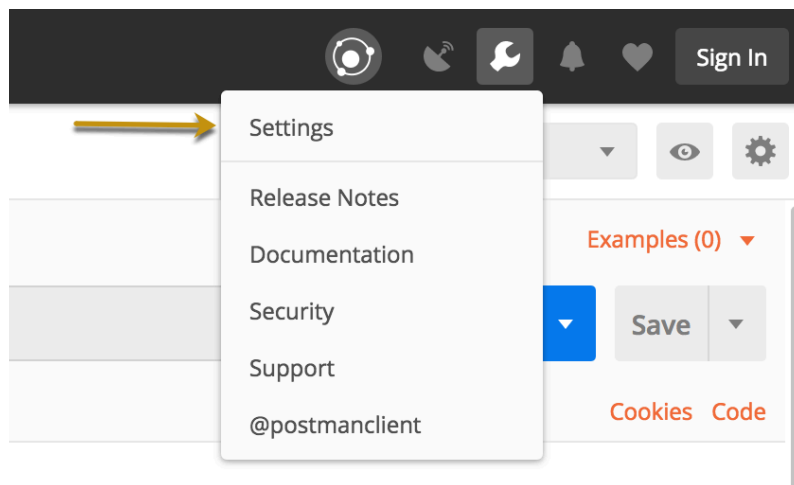 Sign In
Settings
Release Notes
Examples (0)
Documentation
Security
Save
Support
Cookies Code
@postmanclient